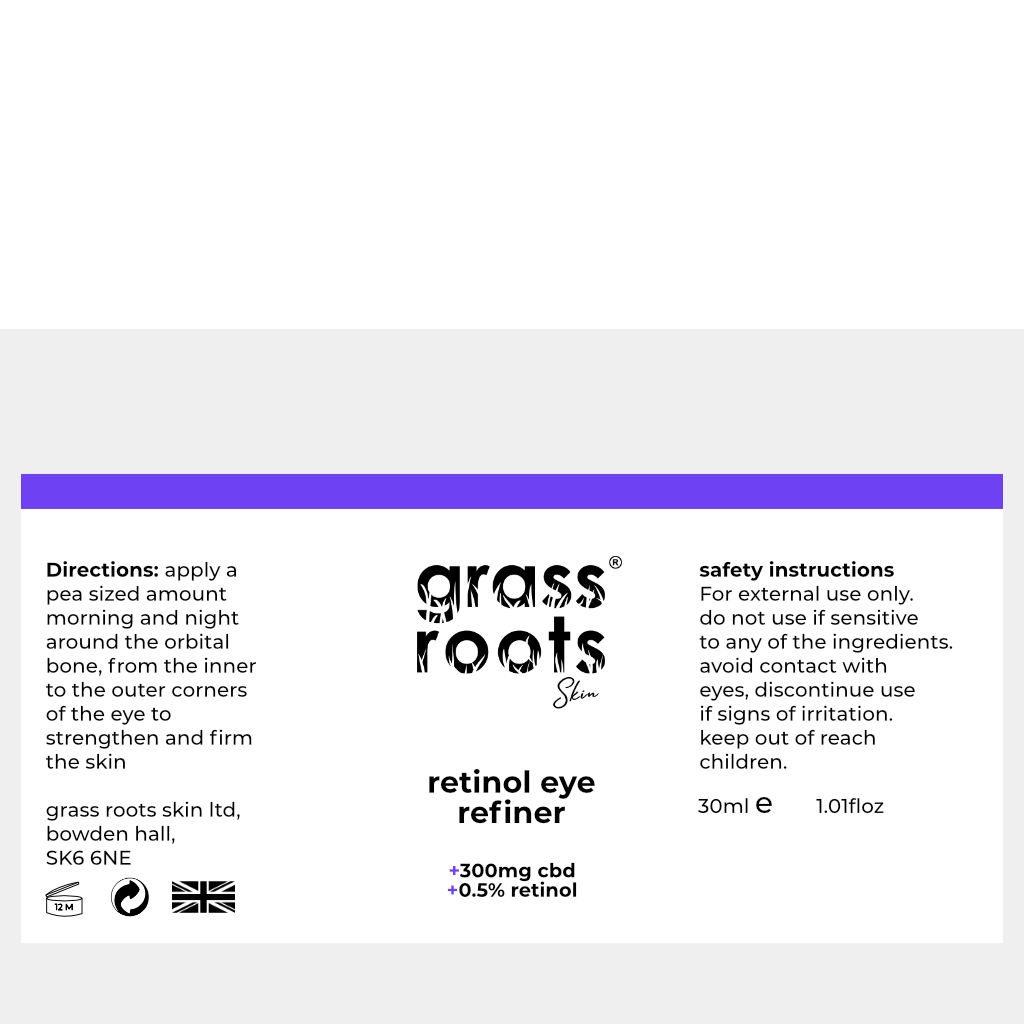 Directions: apply a
pea sized amount
morning and night
around the orbital
bone, from the inner
to the outer corners
of the eye to
strengthen and firm
the skin
grass roots skin ltd,
bowden hall,
SK6 6NE
12 M
grass®
roots
Skin
retinol eye
refiner
+300mg cbd
+0.5% retinol
safety instructions
For external use only.
do not use if sensitive
to any of the ingredients.
avoid contact with
eyes, discontinue use
if signs of irritation.
keep out of reach
children.
30ml e 1.01floz